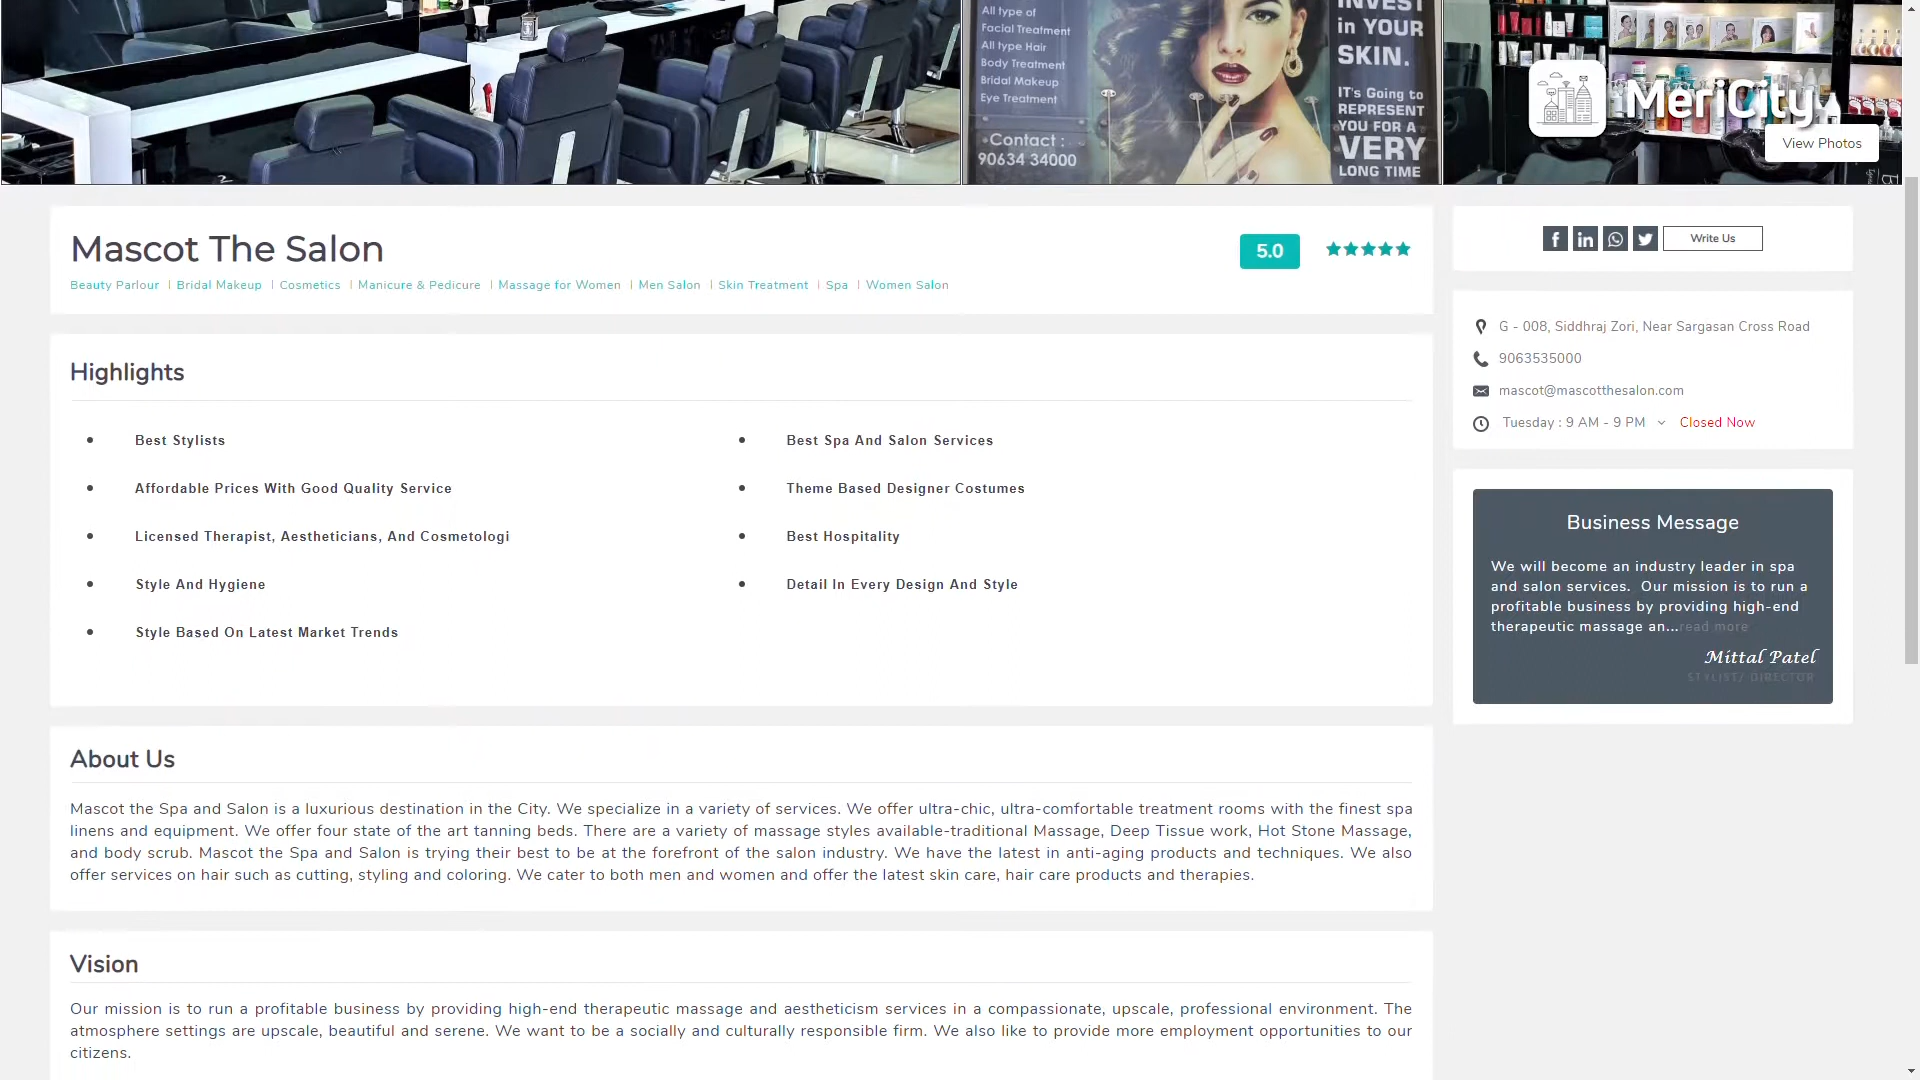 All type of
Facial Treatment
All type Hair
Body Treatment
Bridal Makeup
Eye Treatment
Contact :
90634 34000
INVEST
in YOUR
SKIN.
IT's Going to
REPRESENT
YOU FOR A
VERY
LONG TIME
MeriCity
View Photos
Mascot The Salon
5.0
Beauty Parlour | Bridal Makeup | Cosmetics | Manicure & Pedicure | Massage for Women | Men Salon | Skin Treatment | Spa | Women Salon
Write Us
G - 008, Siddhraj Zori, Near Sargasan Cross Road
9063535000
mascot@mascotthesalon.com
Tuesday : 9 AM - 9 PM Closed Now
Highlights
Best Stylists
Best Spa And Salon Services
Affordable Prices With Good Quality Service
Theme Based Designer Costumes
Licensed Therapist, Aestheticians, And Cosmetologi
Best Hospitality
Style And Hygiene
Detail In Every Design And Style
Style Based On Latest Market Trends
Business Message
We will become an industry leader in spa
and salon services. Our mission is to run a
profitable business by providing high-end
therapeutic massage an...read more
Mittal Patel
STYLIST/ DIRECTOR
About Us
Mascot the Spa and Salon is a luxurious destination in the City. We specialize in a variety of services. We offer ultra-chic, ultra-comfortable treatment rooms with the finest spa
linens and equipment. We offer four state of the art tanning beds. There are a variety of massage styles available-traditional Massage, Deep Tissue work, Hot Stone Massage,
and body scrub. Mascot the Spa and Salon is trying their best to be at the forefront of the salon industry. We have the latest in anti-aging products and techniques. We also
offer services on hair such as cutting, styling and coloring. We cater to both men and women and offer the latest skin care, hair care products and therapies.
Vision
Our mission is to run a profitable business by providing high-end therapeutic massage and aestheticism services in a compassionate, upscale, professional environment. The
atmosphere settings are upscale, beautiful and serene. We want to be a socially and culturally responsible firm. We also like to provide more employment opportunities to our
citizens.